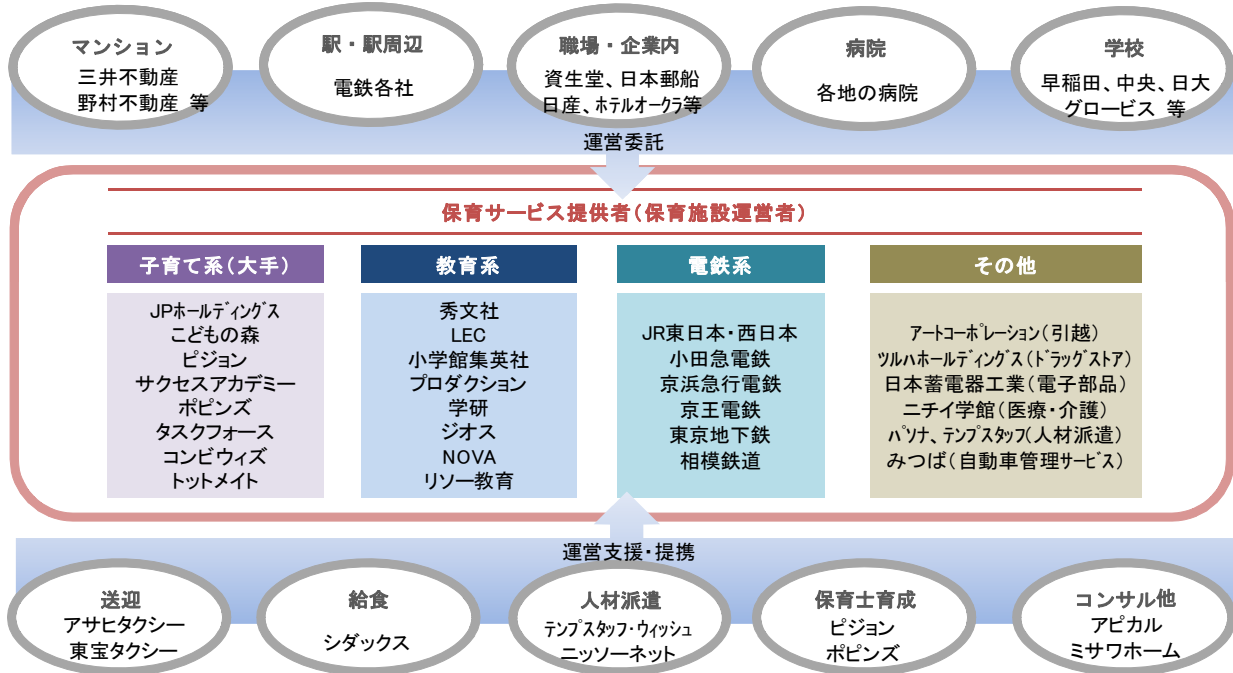 マンション
三井不動産
野村不動産 等
駅・駅周辺
電鉄各社
職場・企業内
資生堂、日本郵船
日産、ホテルオークラ等
病院
各地の病院
学校
早稲田、中央、日大
グロービス 等
運営委託
保育サービス提供者(保育施設運営者)
子育て系(大手)
JPホールディングス
こどもの森
ピジョン
サクセスアカデミー
ポピンズ
タスクフォース
コンビウィズ
トットメイト
教育系
秀文社
LEC
小学館集英社
プロダクション
学研
ジオス
NOVA
リソー教育
電鉄系
JR東日本・西日本
小田急電鉄
京浜急行電鉄
京王電鉄
東京地下鉄
相模鉄道
その他
アートコーポレーション(引越)
ツルハホールディングス(ドラッグストア)
日本蓄電器工業(電子部品)
ニチイ学館(医療・介護)
パソナ、テンプスタッフ(人材派遣)
みつば(自動車管理サービス)
運営支援・提携
送迎
アサヒタクシー
東宝タクシー
給食
シダックス
人材派遣
テンプスタッフ・ウィッシュ
ニッソーネット
保育士育成
ピジョン
ポピンズ
コンサル他
アピカル
ミサワホーム